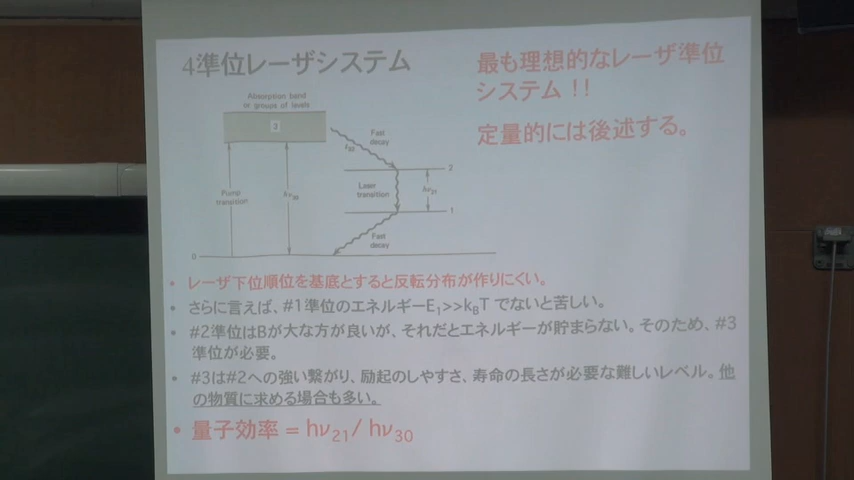 4準位レーザシステム
最も理想的なレーザ準位
システム!!
定量的には後述する。
Absorption band
or groups of levels
3
Fast
decay
2
Pump
transition
Laser
transition
hν21
1
Fast
decay
0
• レーザ下位順位を基底とすると反転分布が作りにくい。
• さらに言えば、#1準位のエネルギーE1>>kBT でないと苦しい。
• #2準位はBが大な方が良いが、それだとエネルギーが貯まらない。そのため、#3
準位が必要。
• #3は#2への強い繋がり、励起のしやすさ、寿命の長さが必要な難しいレベル。他
の物質に求める場合も多い。
• 量子効率 = hν21/ hν30